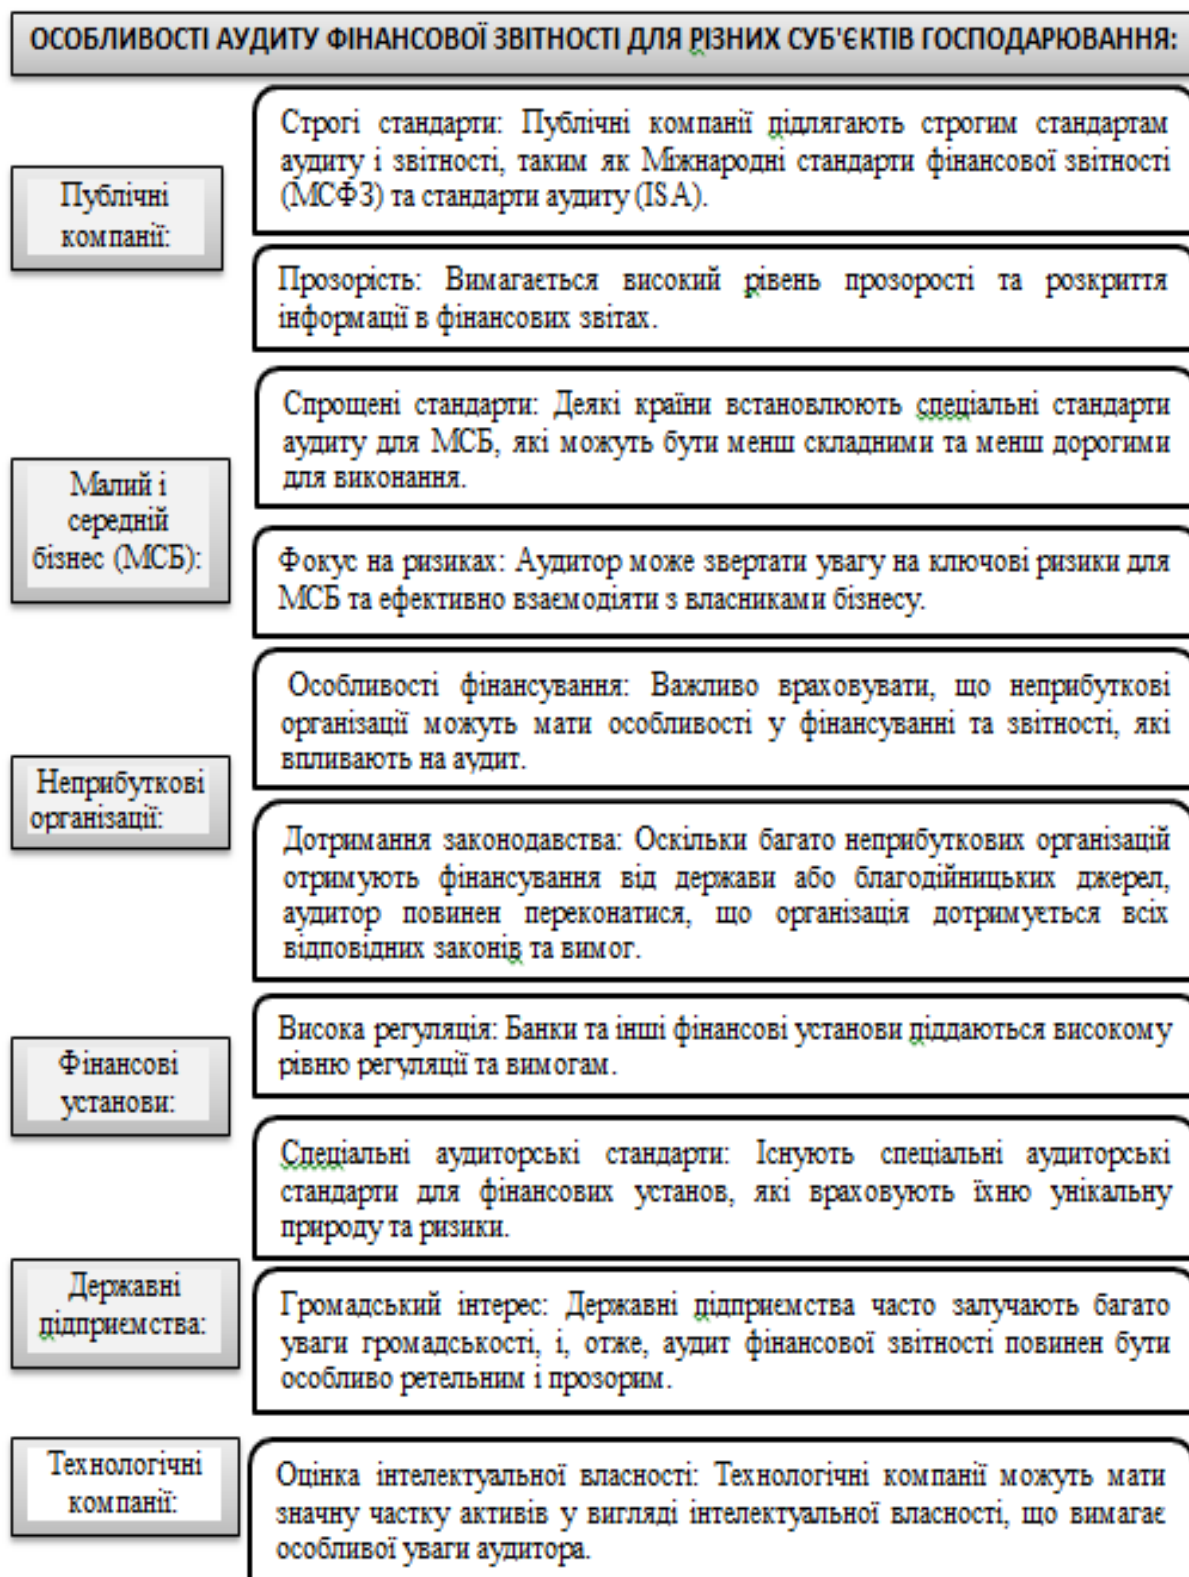 ОСОБЛИВОСТІ АУДИТУ ФІНАНСОВОЇ ЗВІТНОСТІ ДЛЯ РІЗНИХ СУБ'ЄКТІВ ГОСПОДАРЮВАННЯ:
Публічні
компанії:
Строгі стандарти: Публічні компанії підлягають строгим стандартам
аудиту і звітності, таким як Міжнародні стандарти фінансової звітності
(МСФЗ) та стандарти аудиту (ISA).
Прозорість: Вимагається високий рівень прозорості та розкриття
інформації в фінансових звітах.
Малий і
середній
бізнес (МСБ):
Спрощені стандарти: Деякі країни встановлюють спеціальні стандарти
аудиту для МСБ, які можуть бути менш складними та менш дорогими
для виконання.
Фокус на ризиках: Аудитор може звертати увагу на ключові ризики для
МСБ та ефективно взаємодіяти з власниками бізнесу.
Неприбуткові
організації:
Особливості фінансування: Важливо враховувати, що неприбуткові
організації можуть мати особливості у фінансуванні та звітності, які
впливають на аудит.
Дотримання законодавства: Оскільки багато неприбуткових організацій
отримують фінансування від держави або благодійницьких джерел,
аудитор повинен переконатися, що організація дотримується всіх
відповідних законів та вимог.
Фінансові
установи:
Висока регуляція: Банки та інші фінансові установи піддаються високому
рівню регуляції та вимогам.
Спеціальні аудиторські стандарти: Існують спеціальні аудиторські
стандарти для фінансових установ, які враховують їхню унікальну
природу та ризики.
Державні
підприємства:
Громадський інтерес: Державні підприємства часто залучають багато
уваги громадськості, і, отже, аудит фінансової звітності повинен бути
особливо ретельним і прозорим.
Технологічні
компанії:
Оцінка інтелектуальної власності: Технологічні компанії можуть мати
значну частку активів у вигляді інтелектуальної власності, що вимагає
особливої уваги аудитора.